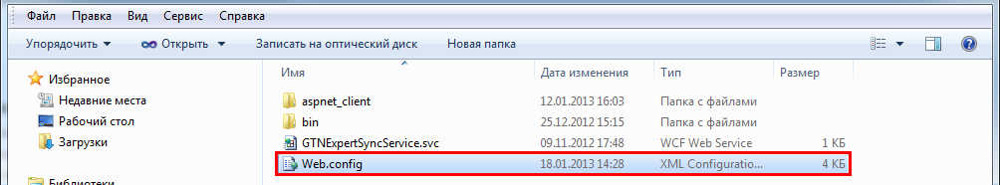 Файл Правка Вид Сервис Справка
Упорядочить Открыть Записать на оптический диск Новая папка
Избранное
Недавние места
Рабочий стол
Загрузки
Библиотеки
Имя Дата изменения Тип Размер
aspnet_client 12.01.2013 16:03 Папка с файлами
bin 25.12.2012 15:15 Папка с файлами
GTNExpertSyncService.svc 09.11.2012 17:48 WCF Web Service 1 КБ
Web.config 18.01.2013 14:28 XML Configuratio... 4 КБ